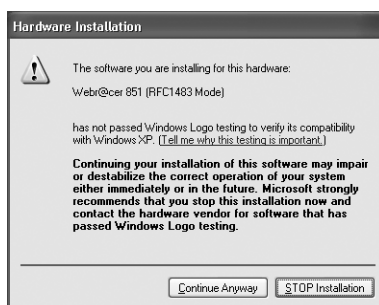 Hardware Installation
The software you are installing for this hardware:
Webr@cer 851 (RFC1483 Mode)
has not passed Windows Logo testing to verify its compatibility
with Windows XP. (Tell me why this testing is important.)
Continuing your installation of this software may impair
or destabilize the correct operation of your system
either immediately or in the future. Microsoft strongly
recommends that you stop this installation now and
contact the hardware vendor for software that has
passed Windows Logo testing.
Continue Anyway
STOP Installation